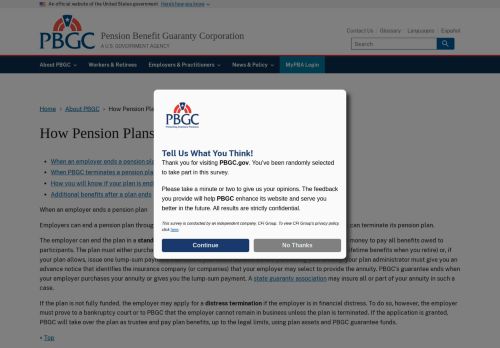 An official website of the United States government Here's how you know
PBGC
Pension Benefit Guaranty Corporation
A U.S. GOVERNMENT AGENCY
Contact Us Glossary Languages Español
Search
About PBGC Workers & Retirees Employers & Practitioners News & Policy MyPBA Login
Home > About PBGC > How Pension Pla
How Pension Plans
When an employer ends a pension pla
When PBGC terminates a pension pla
How you will know if your plan is endi
Additional benefits after a plan ends
When an employer ends a pension plan
Employers can end a pension plan through
can terminate its pension plan.
The employer can end the plan in a stand
money to pay all benefits owed to
participants. The plan must either purchas
lifetime benefits when you retire) or, if
your plan allows, issue one lump-sum paym
your plan administrator must give you an
advance notice that identifies the insurance company (or companies) that your employer may select to provide the annuity. PBGC's guarantee ends when
your employer purchases your annuity or gives you the lump-sum payment. A state guaranty association may insure all or part of your annuity in such a
case.
If the plan is not fully funded, the employer may apply for a distress termination if the employer is in financial distress. To do so, however, the employer
must prove to a bankruptcy court or to PBGC that the employer cannot remain in business unless the plan is terminated. If the application is granted,
PBGC will take over the plan as trustee and pay plan benefits, up to the legal limits, using plan assets and PBGC guarantee funds.
Top
PBGC
Protecting America's Pensions
Tell Us What You Think!
Thank you for visiting PBGC.gov. You've been randomly selected
to take part in this survey.
Please take a minute or two to give us your opinions. The feedback
you provide will help PBGC enhance its website and serve you
better in the future. All results are strictly confidential.
This survey is conducted by an independent company, CFI Group. To view CFI Group's privacy policy
click here.
Continue No Thanks